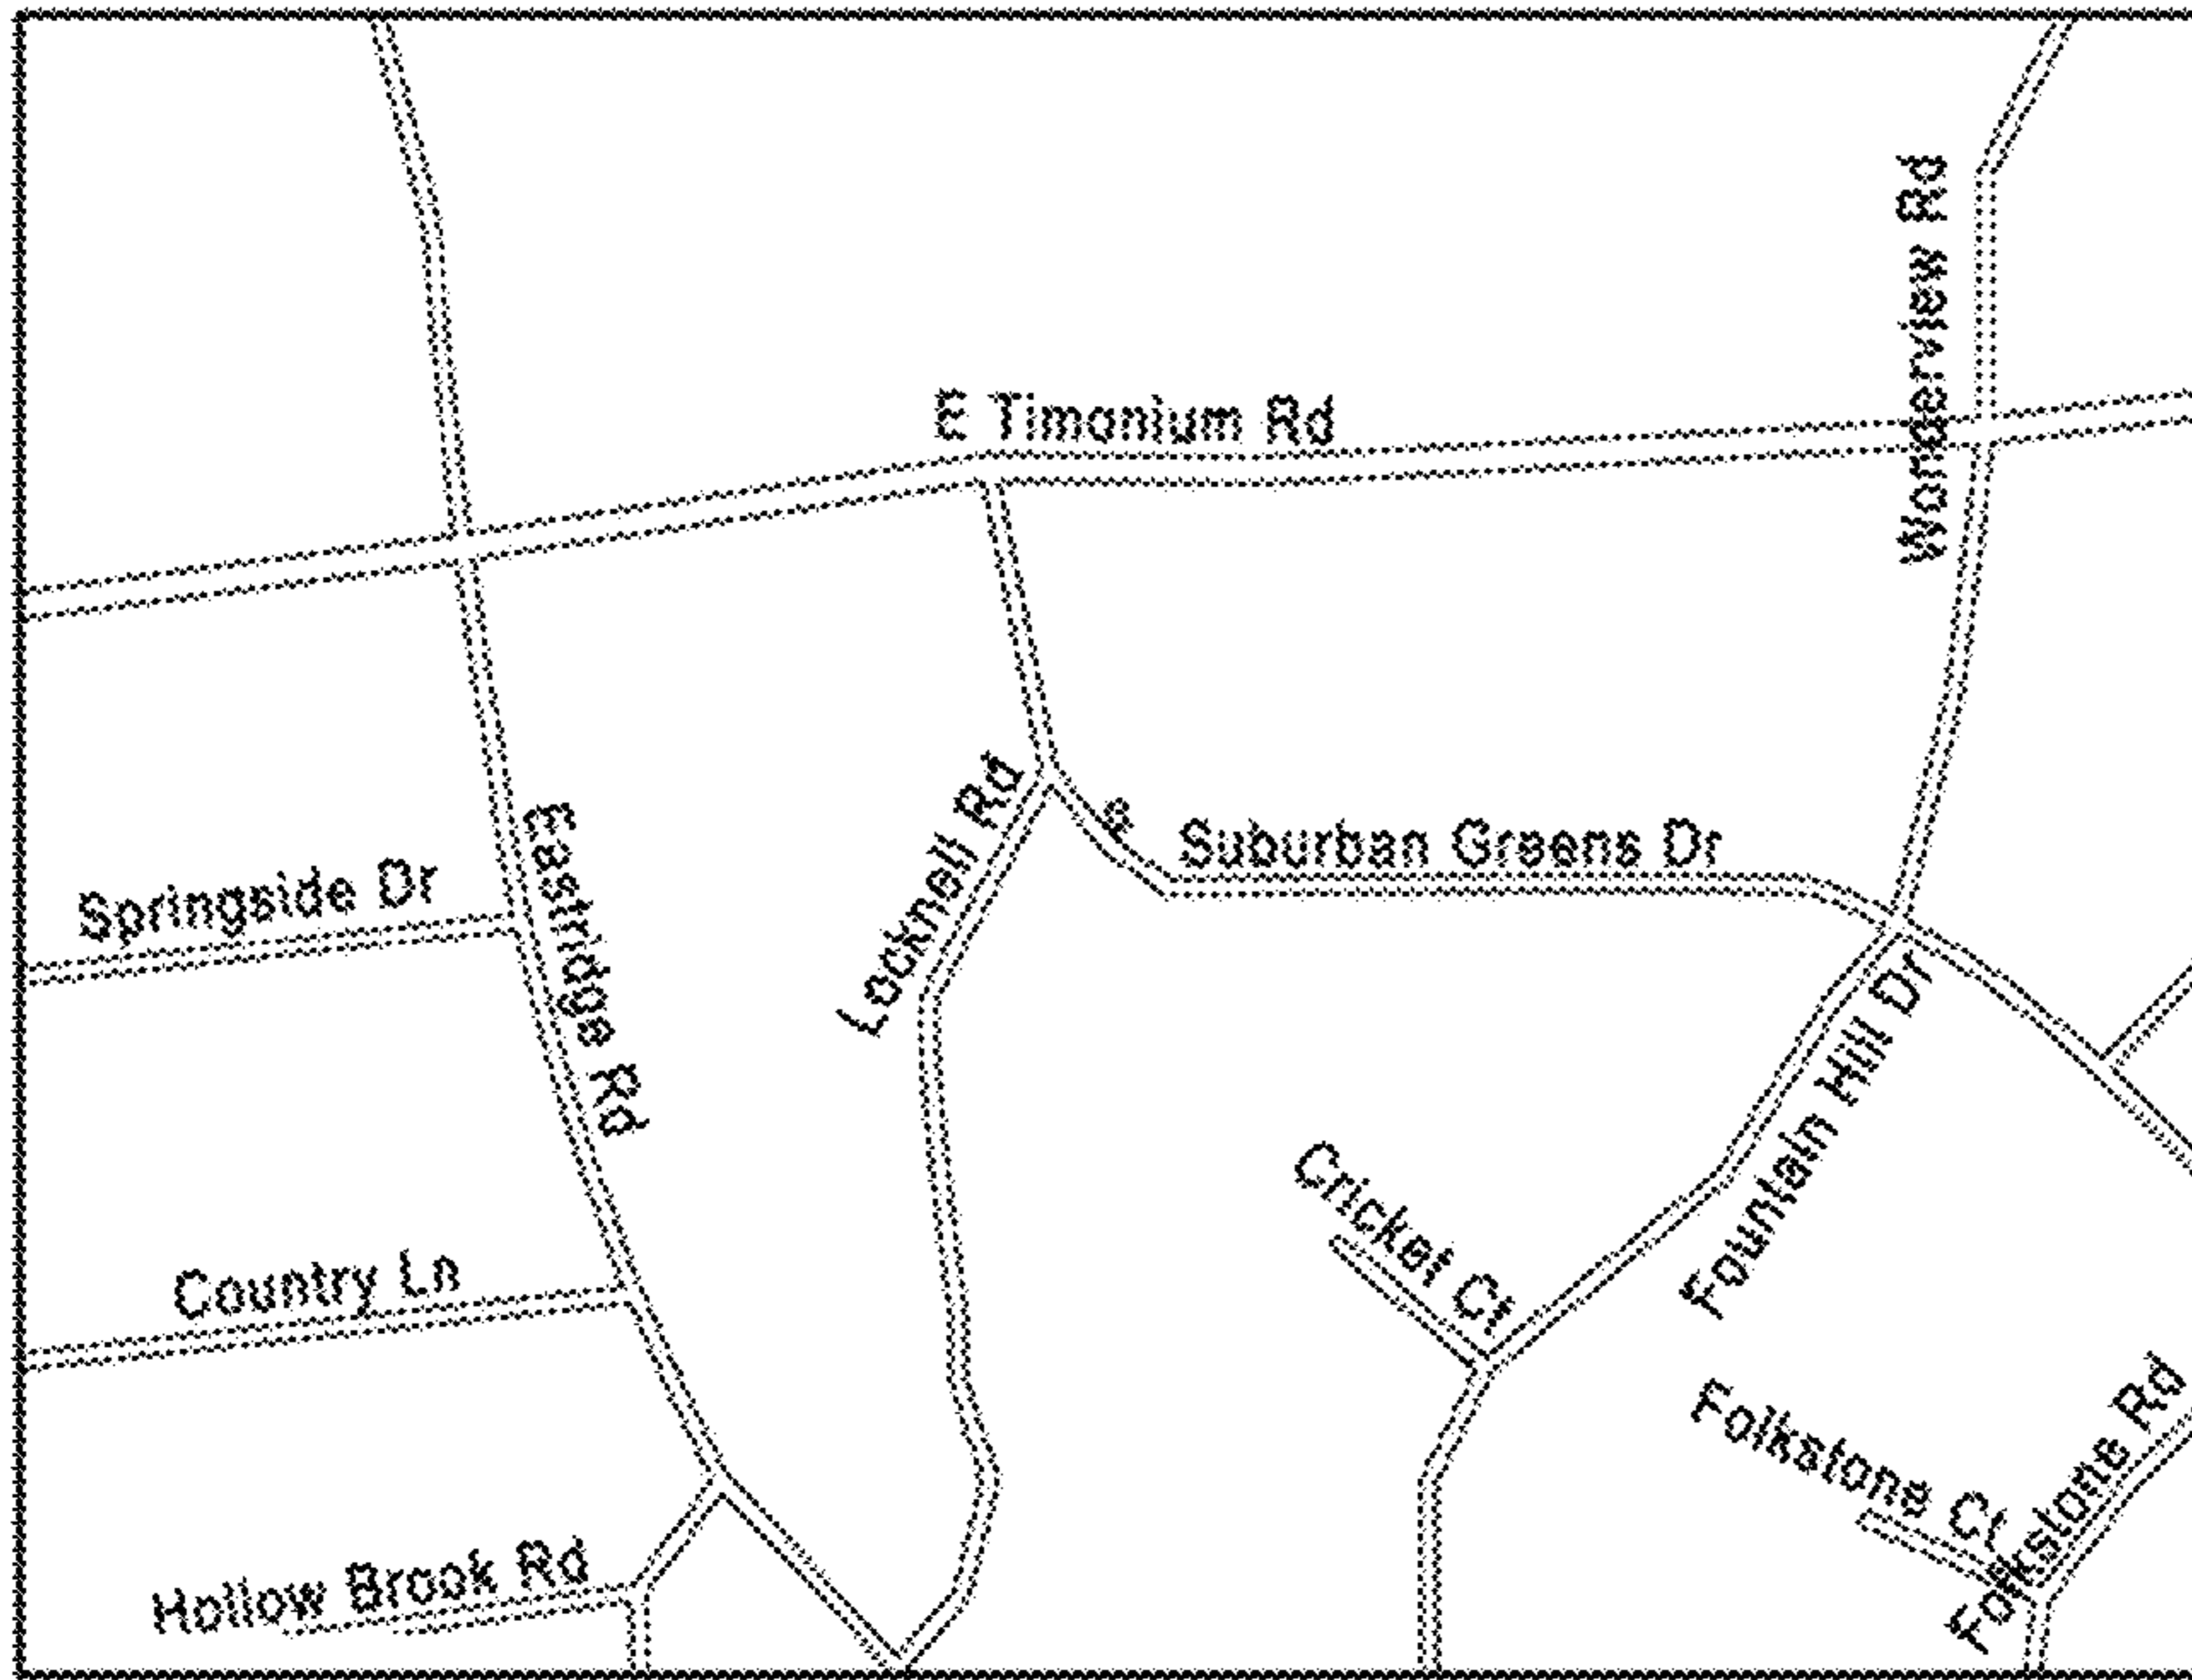 Wonderview Rd
E Timonium Rd
Locknell Rd
Suburban Greens Dr
Eastridge Rd
Springside Dr
Fountain Hill Dr
Cricket Ct
Country Ln
Folkstone Ct
Folkstone Rd
Hollow Brook Rd